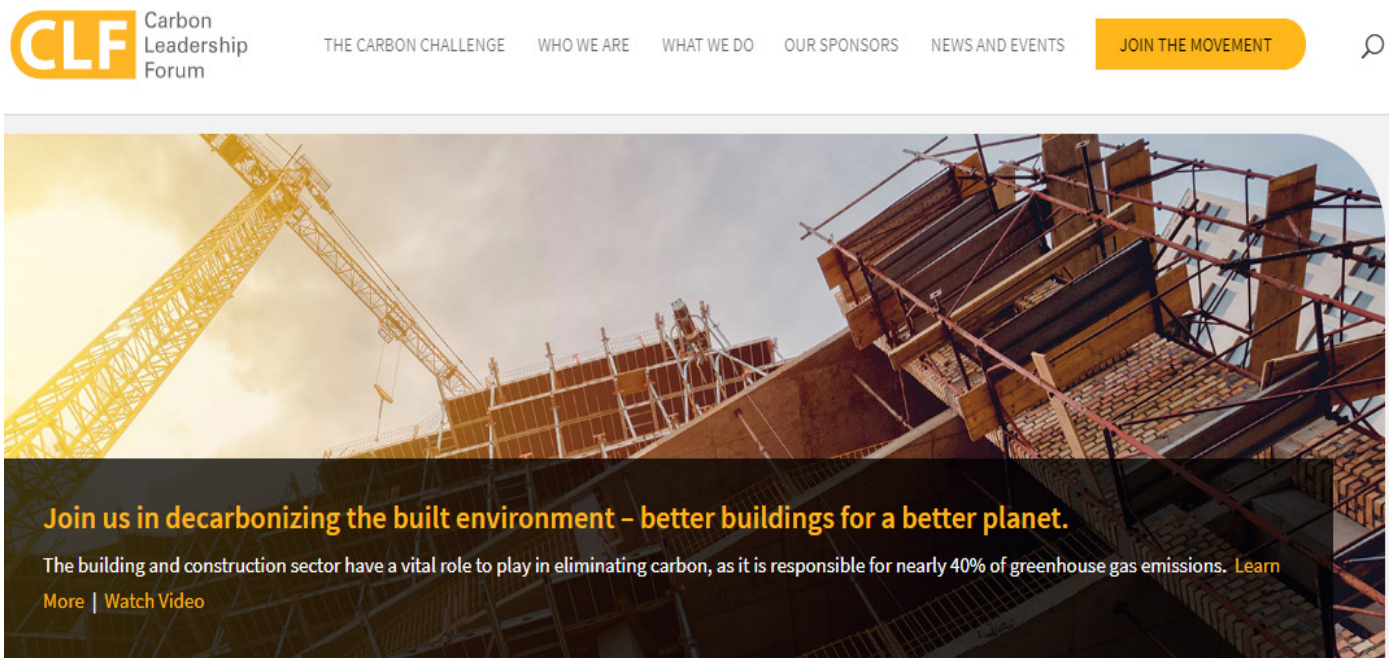 CLF
Carbon
Leadership
Forum
THE CARBON CHALLENGE WHO WE ARE WHAT WE DO OUR SPONSORS NEWS AND EVENTS JOIN THE MOVEMENT
Join us in decarbonizing the built environment – better buildings for a better planet.
The building and construction sector have a vital role to play in eliminating carbon, as it is responsible for nearly 40% of greenhouse gas emissions. Learn
More | Watch Video